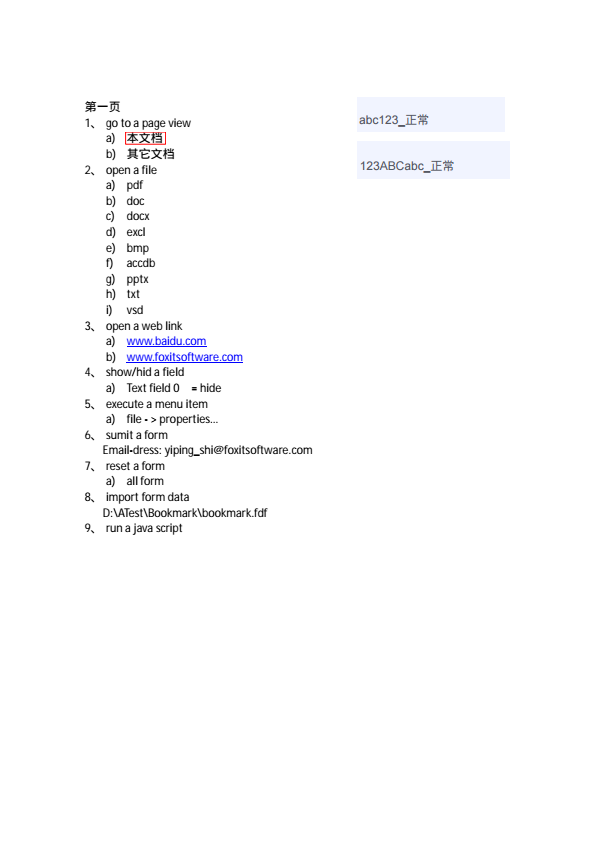 第一页
1、 go to a page view
a) 本文档
b) 其它文档
2、 open a file
a) pdf
b) doc
c) docx
d) excl
e) bmp
f) accdb
g) pptx
h) txt
i) vsd
3、 open a web link
a) www.baidu.com
b) www.foxitsoftware.com
4、 show/hid a field
a) Text field 0 = hide
5、 execute a menu item
a) file - > properties...
6、 sumit a form
Email-dress: yiping_shi@foxitsoftware.com
7、 reset a form
a) all form
8、 import form data
D:\ATest\Bookmark\bookmark.fdf
9、 run a java script
abc123_正常
123ABCabc_正常